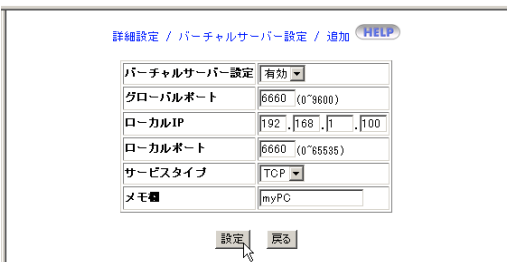 詳細設定 / バーチャルサーバー設定 / 追加 HELP
バーチャルサーバー設定 有効
グローバルポート 6660 (0~9600)
ローカルIP 192 . 168 . 1 . 100
ローカルポート 6660 (0~65535)
サービスタイプ TCP
メモ欄 myPC
設定 戻る